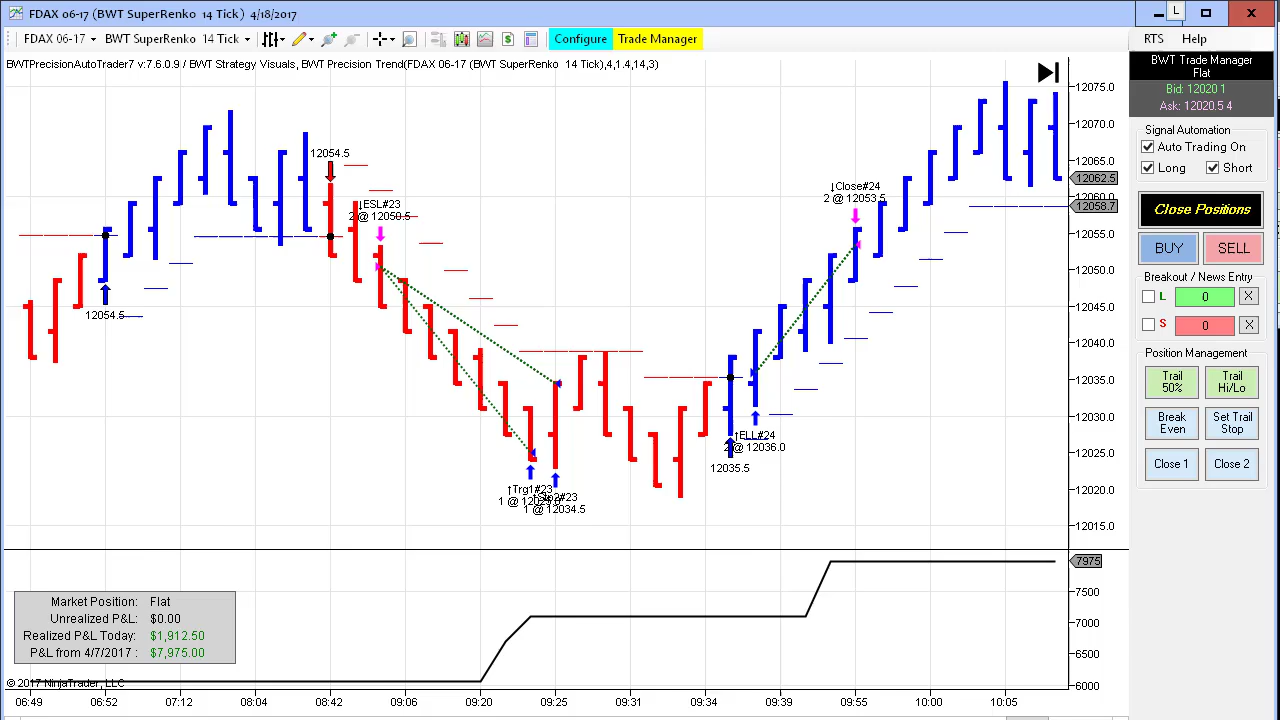 FDAX 06-17 (BWT SuperRenko 14 Tick) 4/18/2017
L
FDAX 06-17 BWT SuperRenko 14 Tick Configure Trade Manager RTS Help
BWTPrecisionAutoTrader7 v:7.6.0.9 / BWT Strategy Visuals, BWT Precision Trend(FDAX 06-17 (BWT SuperRenko 14 Tick),4,1.4,14,3)
BWT Trade Manager
Flat
Bid: 12020 1
Ask: 12020.5 4
Signal Automation
Auto Trading On
Long Short
Close Positions
BUY SELL
Breakout / News Entry
L 0 X
S 0 X
Position Management
Trail 50%
Trail Hi/Lo
Break Even
Set Trail Stop
Close 1 Close 2
12075.0
12070.0
12065.0
12062.5
12060.0
12058.7
12055.0
12050.0
12045.0
12040.0
12035.0
12030.0
12025.0
12020.0
12015.0
12054.5
12054.5
↓ESL#23
2 @ 12050.5
↑Trg1#23
1 @
1 @ 12034.5
12035.5
↑ELL#24
2 @ 12036.0
↓Close#24
2 @ 12053.5
7975
7500
7000
6500
6000
Market Position: Flat
Unrealized P&L: $0.00
Realized P&L Today: $1,912.50
P&L from 4/7/2017 : $7,975.00
© 2017 NinjaTrader, LLC
06:49 06:52 07:12 08:04 08:42 09:06 09:20 09:25 09:31 09:34 09:39 09:55 10:00 10:05